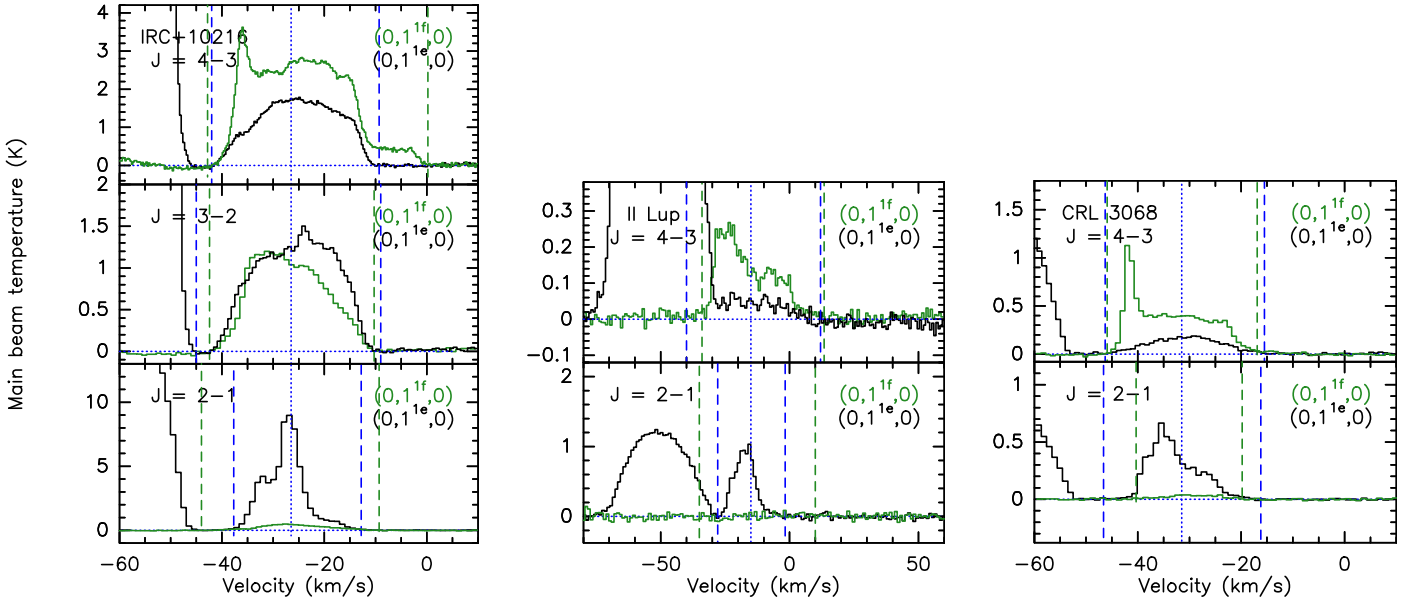 Main beam temperature (K)
IRC+10216
J = 4−3
(0,1^{1f},0)
(0,1^{1e},0)
4
3
2
1
0
J = 3−2
(0,1^{1f},0)
(0,1^{1e},0)
2
1.5
1
0.5
0
J = 2−1
(0,1^{1f},0)
(0,1^{1e},0)
10
5
0
−60
−40
−20
0
Velocity (km/s)
II Lup
J = 4−3
(0,1^{1f},0)
(0,1^{1e},0)
0.3
0.2
0.1
0
−0.1
J = 2−1
(0,1^{1f},0)
(0,1^{1e},0)
2
1
0
−50
0
50
Velocity (km/s)
CRL 3068
J = 4−3
(0,1^{1f},0)
(0,1^{1e},0)
1.5
1
0.5
0
J = 2−1
(0,1^{1f},0)
(0,1^{1e},0)
1
0.5
0
−60
−40
−20
0
Velocity (km/s)